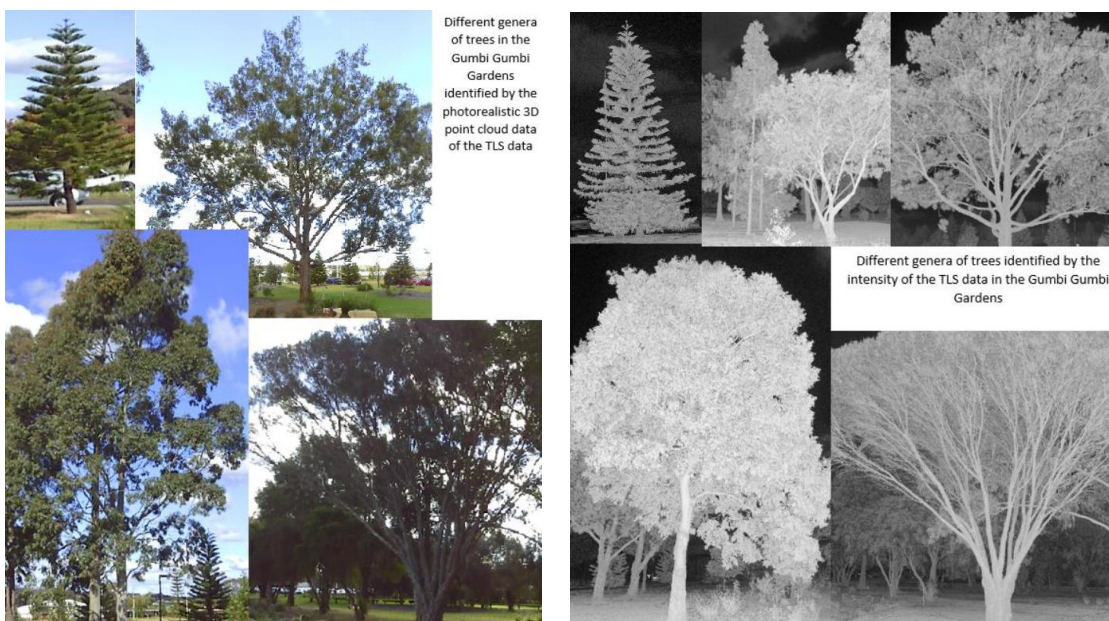 Different genera
of trees in the
Gumbi Gumbi
Gardens
identified by the
photorealistic 3D
point cloud data
of the TLS data
Different genera of trees identified by the
intensity of the TLS data in the Gumbi Gumbi
Gardens